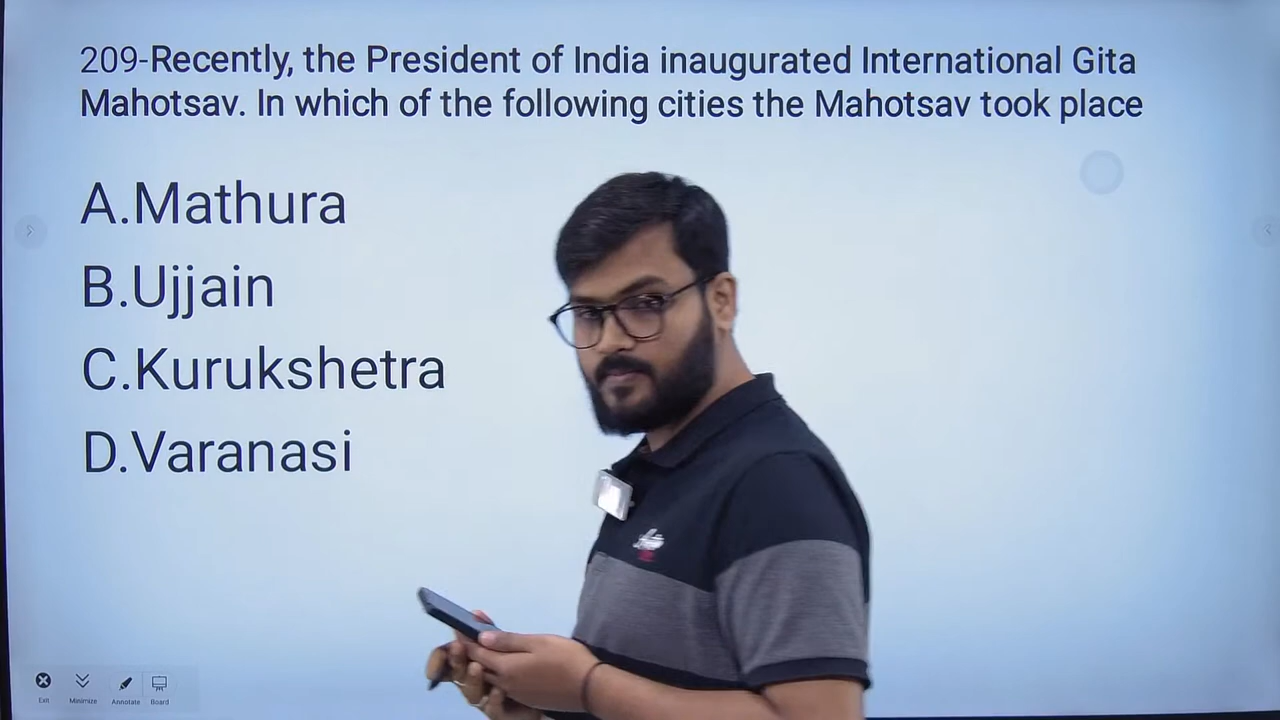 209-Recently, the President of India inaugurated International Gita
Mahotsav. In which of the following cities the Mahotsav took place
A.Mathura
B.Ujjain
C.Kurukshetra
D.Varanasi
Exit
Minimize
Annotate
Board